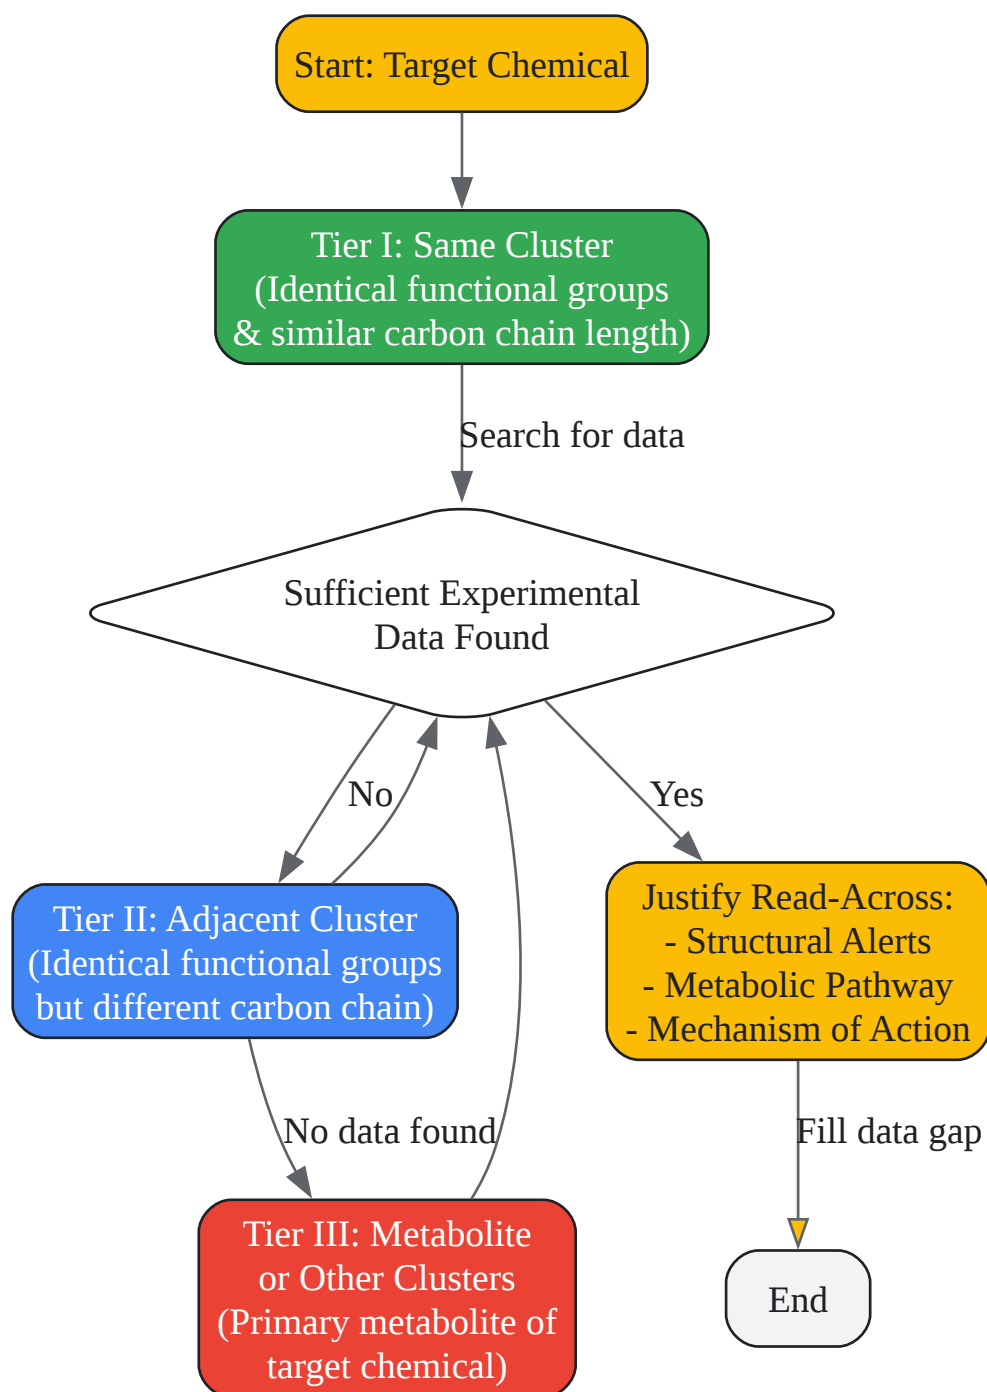 Start: Target Chemical
Tier I: Same Cluster
(Identical functional groups
& similar carbon chain length)
Search for data
Sufficient Experimental
Data Found
No
Yes
Tier II: Adjacent Cluster
(Identical functional groups
but different carbon chain)
Justify Read-Across:
- Structural Alerts
- Metabolic Pathway
- Mechanism of Action
No data found
Fill data gap
Tier III: Metabolite
or Other Clusters
(Primary metabolite of
target chemical)
End